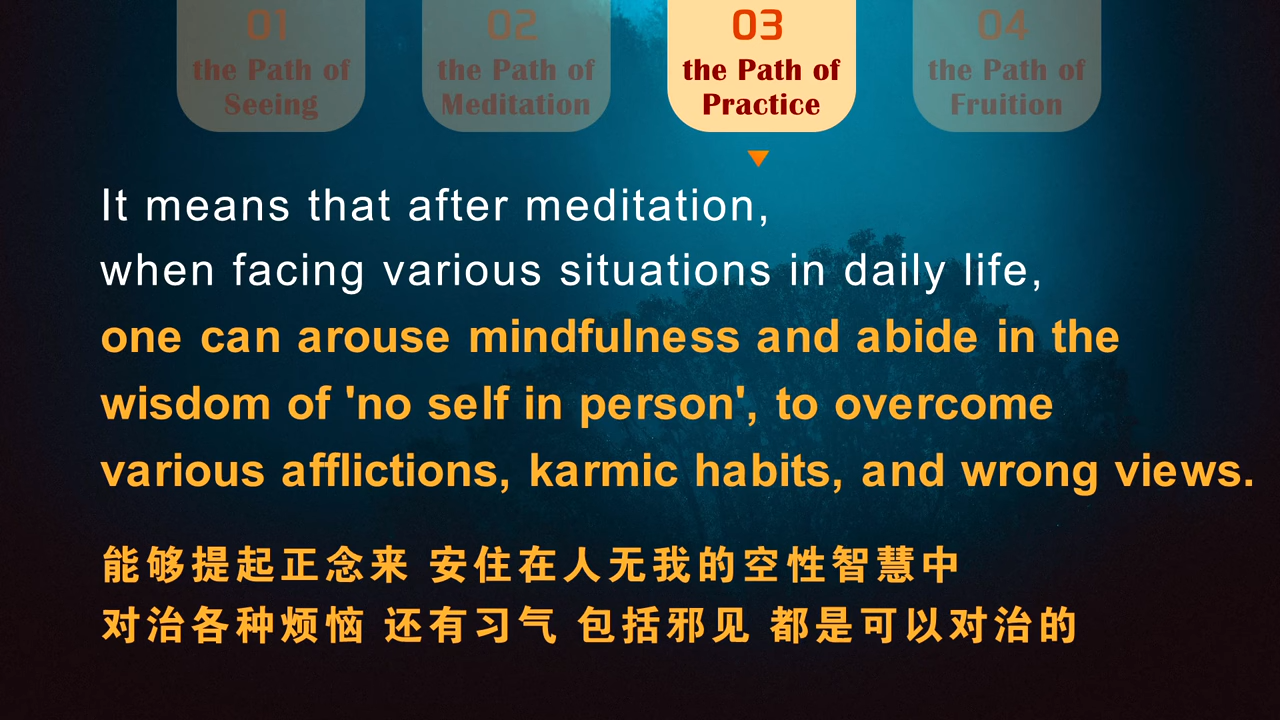 01
the Path of
Seeing
02
the Path of
Meditation
03
the Path of
Practice
04
the Path of
Fruition
It means that after meditation,
when facing various situations in daily life,
one can arouse mindfulness and abide in the
wisdom of 'no self in person', to overcome
various afflictions, karmic habits, and wrong views.
能够提起正念来 安住在人无我的空性智慧中
对治各种烦恼 还有习气 包括邪见 都是可以对治的